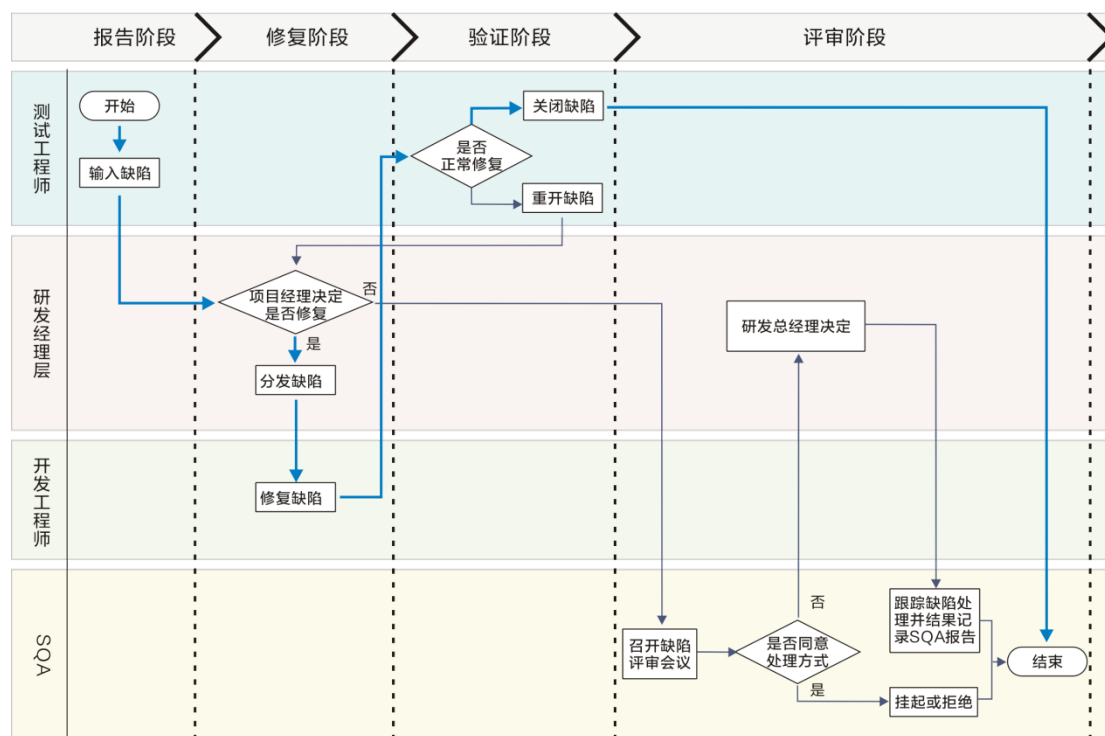 报告阶段
修复阶段
验证阶段
评审阶段
测试工程师
开始
输入缺陷
是否
正常修复
关闭缺陷
重开缺陷
研发经理层
项目经理决定
是否修复
否
是
分发缺陷
研发总经理决定
开发工程师
修复缺陷
SQA
召开缺陷
评审会议
是否同意
处理方式
否
是
跟踪缺陷处
理并结果记
录SQA报告
挂起或拒绝
结束